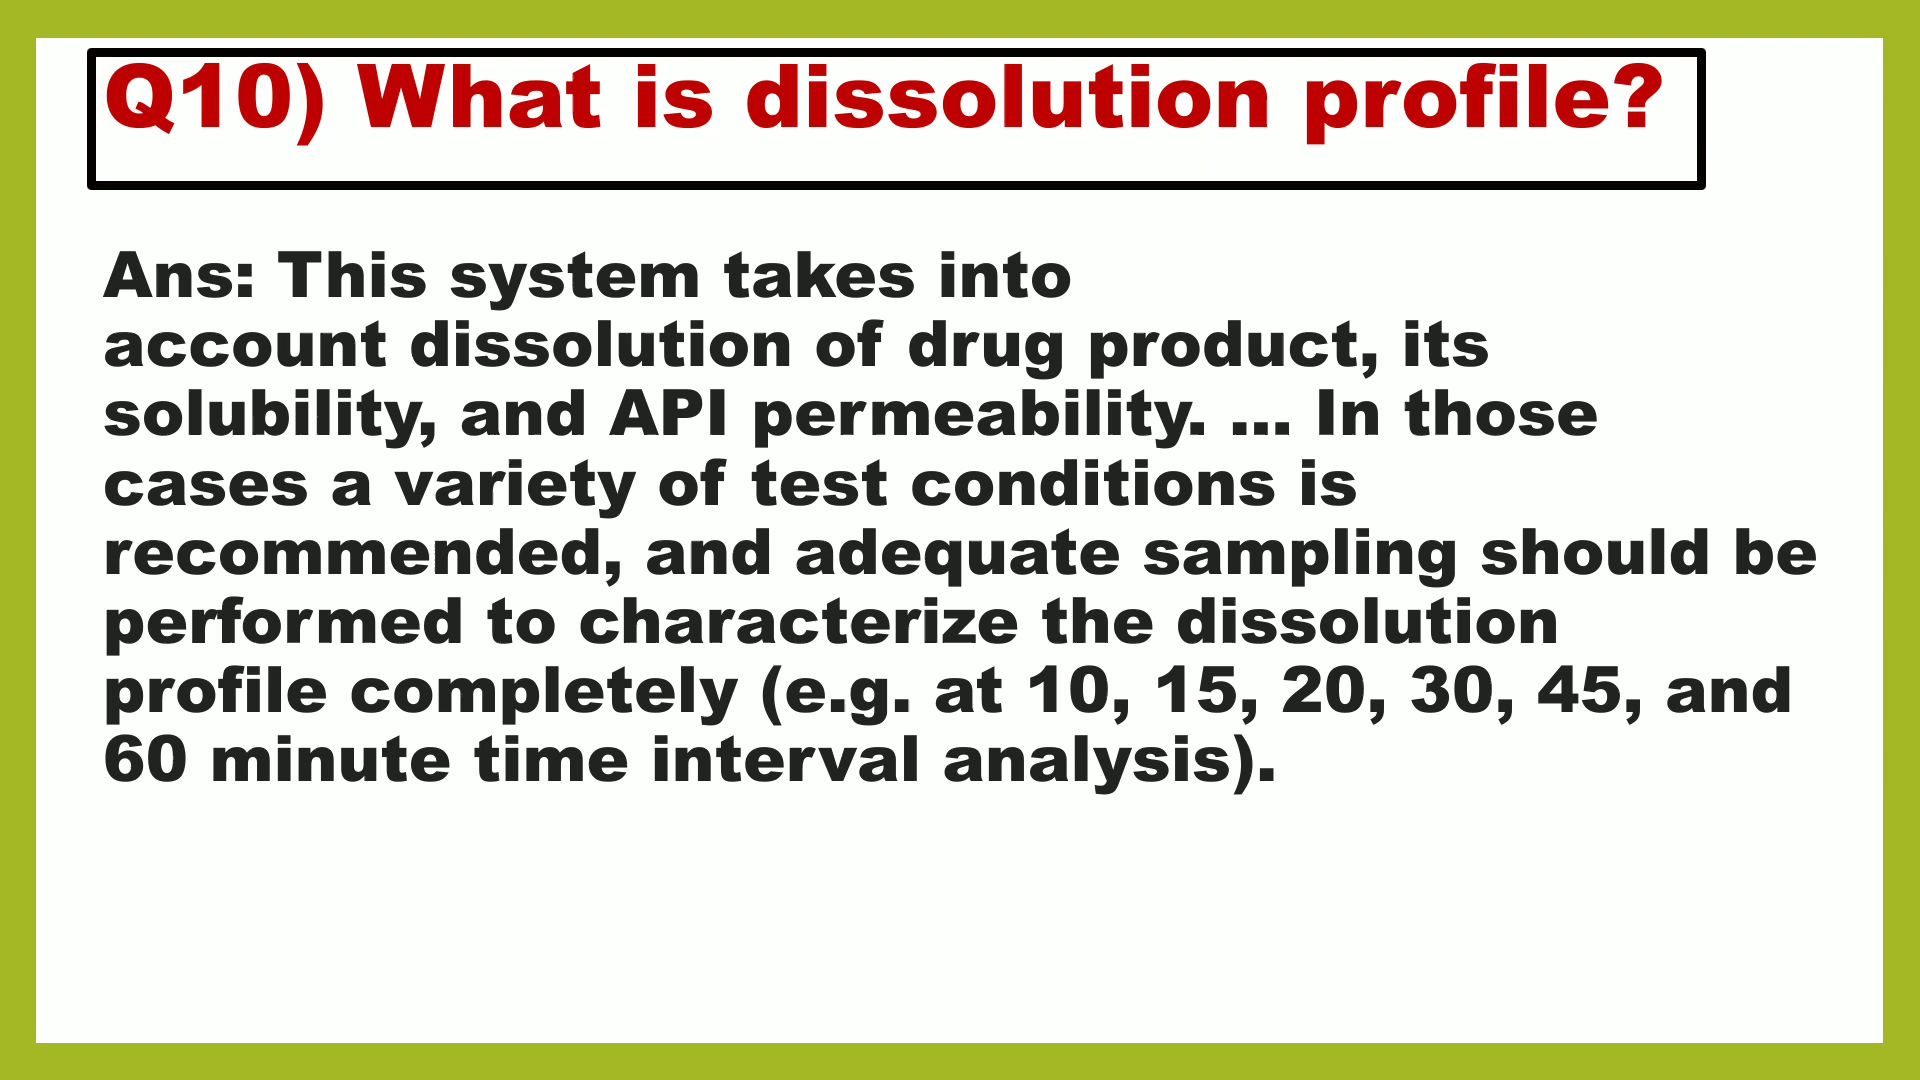 Q10) What is dissolution profile?
Ans: This system takes into
account dissolution of drug product, its
solubility, and API permeability. ... In those
cases a variety of test conditions is
recommended, and adequate sampling should be
performed to characterize the dissolution
profile completely (e.g. at 10, 15, 20, 30, 45, and
60 minute time interval analysis).